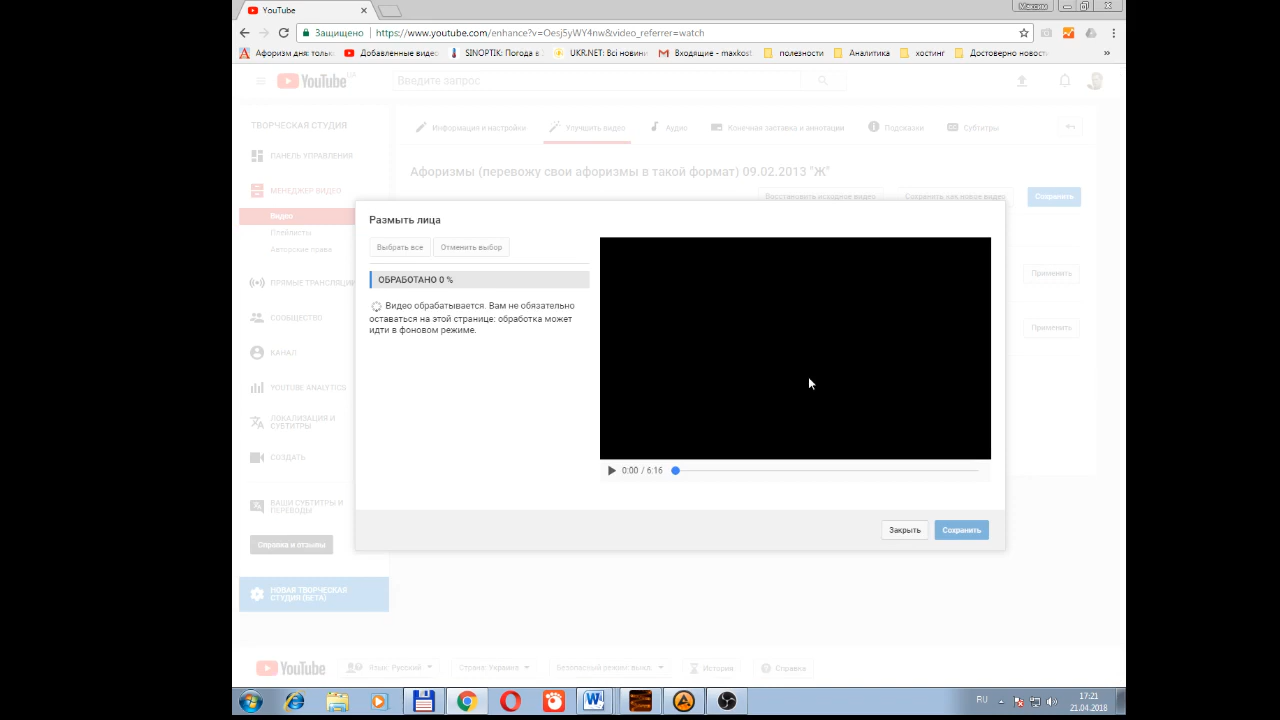 YouTube
Максим
Защищено
https://www.youtube.com/enhance?v=Oesj5yWY4nw&video_referrer=watch
Афоризм дня: тольк
Добавленные видео
SINOPTIK: Погода в
UKR.NET: Всі новини
Входящие - maxkost
полезности
Аналитика
хостинг
Достоверно новость
»
YouTube UA
Введите запрос
ТВОРЧЕСКАЯ СТУДИЯ
Информация и настройки
Улучшить видео
Аудио
Конечная заставка и аннотации
Подсказки
Субтитры
ПАНЕЛЬ УПРАВЛЕНИЯ
Афоризмы (перевожу свои афоризмы в такой формат) 09.02.2013 "Ж"
МЕНЕДЖЕР ВИДЕО
Восстановить исходное видео
Сохранить как новое видео
Сохранить
Видео
Плейлисты
Авторские права
Размыть лица
Выбрать все
Отменить выбор
ОБРАБОТАНО 0 %
Видео обрабатывается. Вам не обязательно
оставаться на этой странице: обработка может
идти в фоновом режиме.
0:00 / 6:16
Закрыть
Сохранить
Применить
Применить
ПРЯМЫЕ ТРАНСЛЯЦИИ
СООБЩЕСТВО
КАНАЛ
YOUTUBE ANALYTICS
ЛОКАЛИЗАЦИЯ И
СУБТИТРЫ
СОЗДАТЬ
ВАШИ СУБТИТРЫ И
ПЕРЕВОДЫ
Справка и отзывы
НОВАЯ ТВОРЧЕСКАЯ
СТУДИЯ (БЕТА)
YouTube
Язык: Русский
Страна: Украина
Безопасный режим: выкл.
История
Справка
RU
17:21
21.04.2018